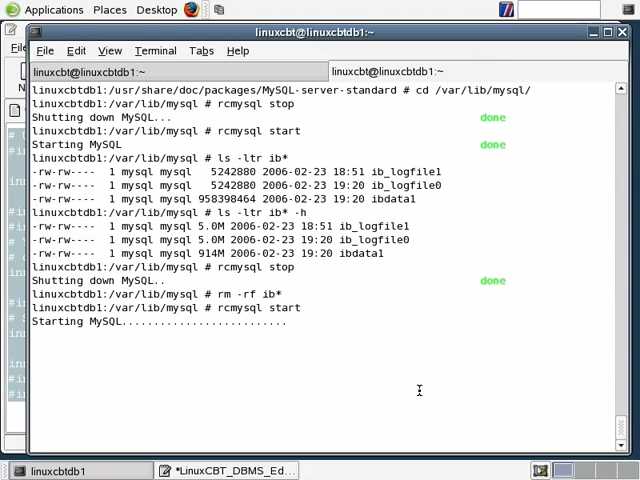 Applications Places Desktop
linuxcbt@linuxcbtdb1:~
File Edit View Terminal Tabs Help
linuxcbt@linuxcbtdb1:~ linuxcbt@linuxcbtdb1:~
linuxcbtdb1:/usr/share/doc/packages/MySQL-server-standard # cd /var/lib/mysql/
linuxcbtdb1:/var/lib/mysql # rcmysql stop
Shutting down MySQL... done
linuxcbtdb1:/var/lib/mysql # rcmysql start
Starting MySQL done
linuxcbtdb1:/var/lib/mysql # ls -ltr ib*
-rw-rw---- 1 mysql mysql 5242880 2006-02-23 18:51 ib_logfile1
-rw-rw---- 1 mysql mysql 5242880 2006-02-23 19:20 ib_logfile0
-rw-rw---- 1 mysql mysql 958398464 2006-02-23 19:20 ibdata1
linuxcbtdb1:/var/lib/mysql # ls -ltr ib* -h
-rw-rw---- 1 mysql mysql 5.0M 2006-02-23 18:51 ib_logfile1
-rw-rw---- 1 mysql mysql 5.0M 2006-02-23 19:20 ib_logfile0
-rw-rw---- 1 mysql mysql 914M 2006-02-23 19:20 ibdata1
linuxcbtdb1:/var/lib/mysql # rcmysql stop
Shutting down MySQL.. done
linuxcbtdb1:/var/lib/mysql # rm -rf ib*
linuxcbtdb1:/var/lib/mysql # rcmysql start
Starting MySQL..........................
linuxcbtdb1 *LinuxCBT_DBMS_Ed...